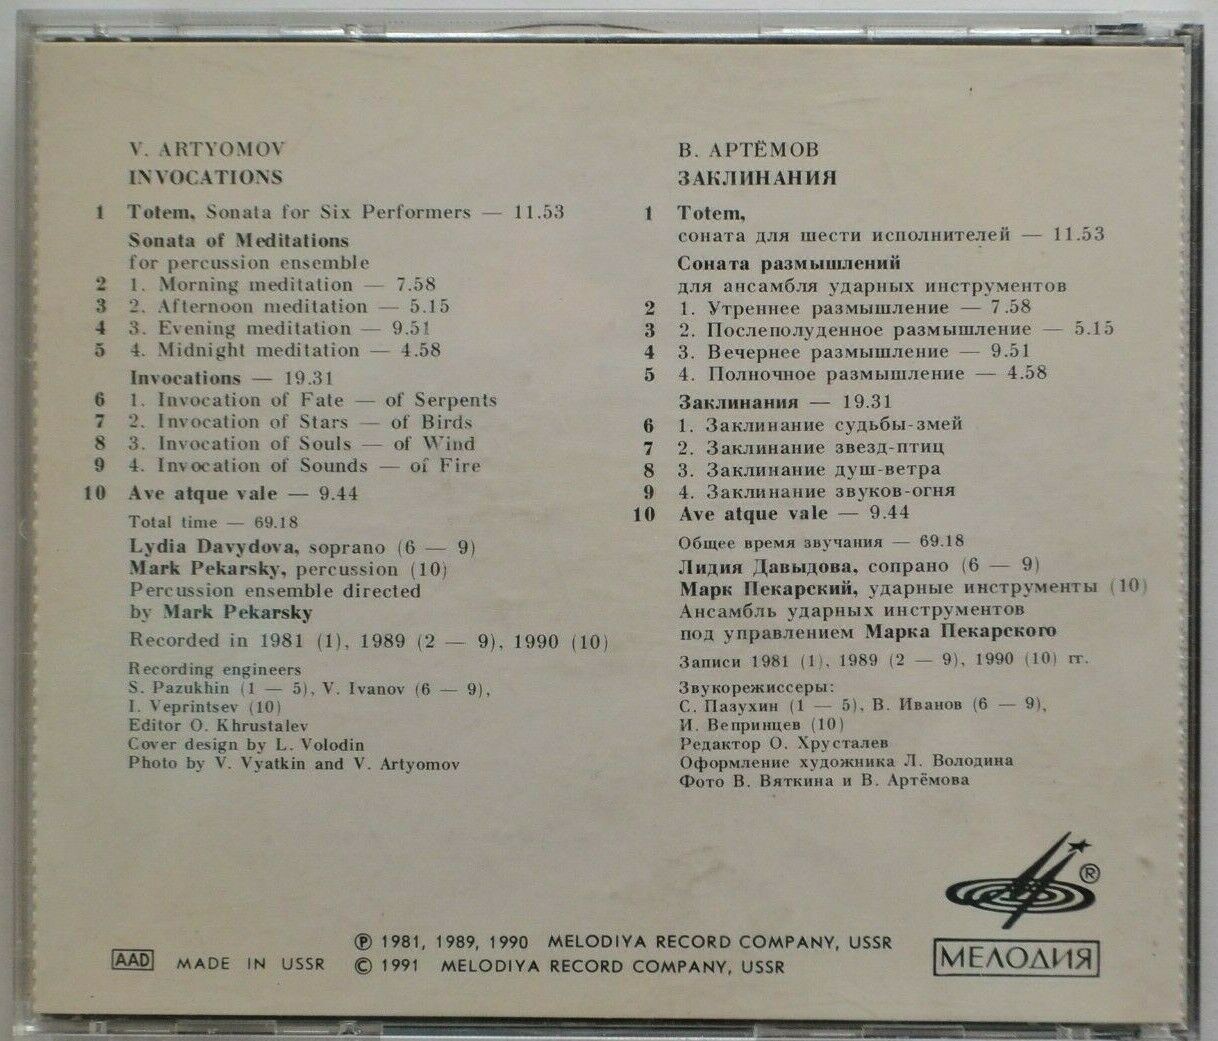 V. ARTYOMOV
INVOCATIONS
1 Totem, Sonata for Six Performers — 11.53
Sonata of Meditations
for percussion ensemble
2 1. Morning meditation — 7.58
3 2. Afternoon meditation — 5.15
4 3. Evening meditation — 9.51
5 4. Midnight meditation — 4.58
Invocations — 19.31
6 1. Invocation of Fate — of Serpents
7 2. Invocation of Stars — of Birds
8 3. Invocation of Souls — of Wind
9 4. Invocation of Sounds — of Fire
10 Ave atque vale — 9.44
Total time — 69.18
Lydia Davydova, soprano (6 — 9)
Mark Pekarsky, percussion (10)
Percussion ensemble directed
by Mark Pekarsky
Recorded in 1981 (1), 1989 (2 — 9), 1990 (10)
Recording engineers
S. Pazukhin (1 — 5), V. Ivanov (6 — 9),
I. Veprintsev (10)
Editor O. Khrustalev
Cover design by L. Volodin
Photo by V. Vyatkin and V. Artyomov
В. АРТЁМОВ
ЗАКЛИНАНИЯ
1 Totem,
соната для шести исполнителей — 11.53
Соната размышлений
для ансамбля ударных инструментов
2 1. Утреннее размышление — 7.58
3 2. Послеполуденное размышление — 5.15
4 3. Вечернее размышление — 9.51
5 4. Полночное размышление — 4.58
Заклинания — 19.31
6 1. Заклинание судьбы-змей
7 2. Заклинание звезд-птиц
8 3. Заклинание душ-ветра
9 4. Заклинание звуков-огня
10 Ave atque vale — 9.44
Общее время звучания — 69.18
Лидия Давыдова, сопрано (6 — 9)
Марк Пекарский, ударные инструменты (10)
Ансамбль ударных инструментов
под управлением Марка Пекарского
Записи 1981 (1), 1989 (2 — 9), 1990 (10) гг.
Звукорежиссеры:
С. Пазухин (1 — 5), В. Иванов (6 — 9),
И. Вепринцев (10)
Редактор О. Хрусталев
Оформление художника Л. Володина
Фото В. Вяткина и В. Артёмова
®
МЕЛОДИЯ
AAD MADE IN USSR
℗ 1981, 1989, 1990 MELODIYA RECORD COMPANY, USSR
© 1991 MELODIYA RECORD COMPANY, USSR